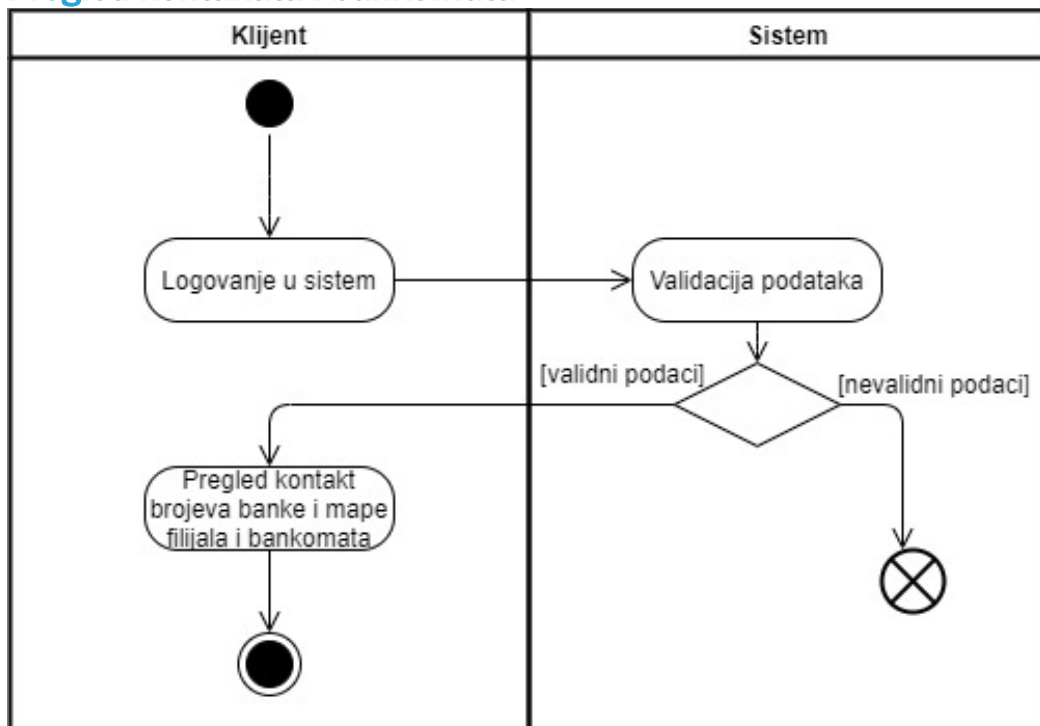 Klijent
Sistem
Logovanje u sistem
Validacija podataka
[validni podaci]
[nevalidni podaci]
Pregled kontakt
brojeva banke i mape
filijala i bankomata